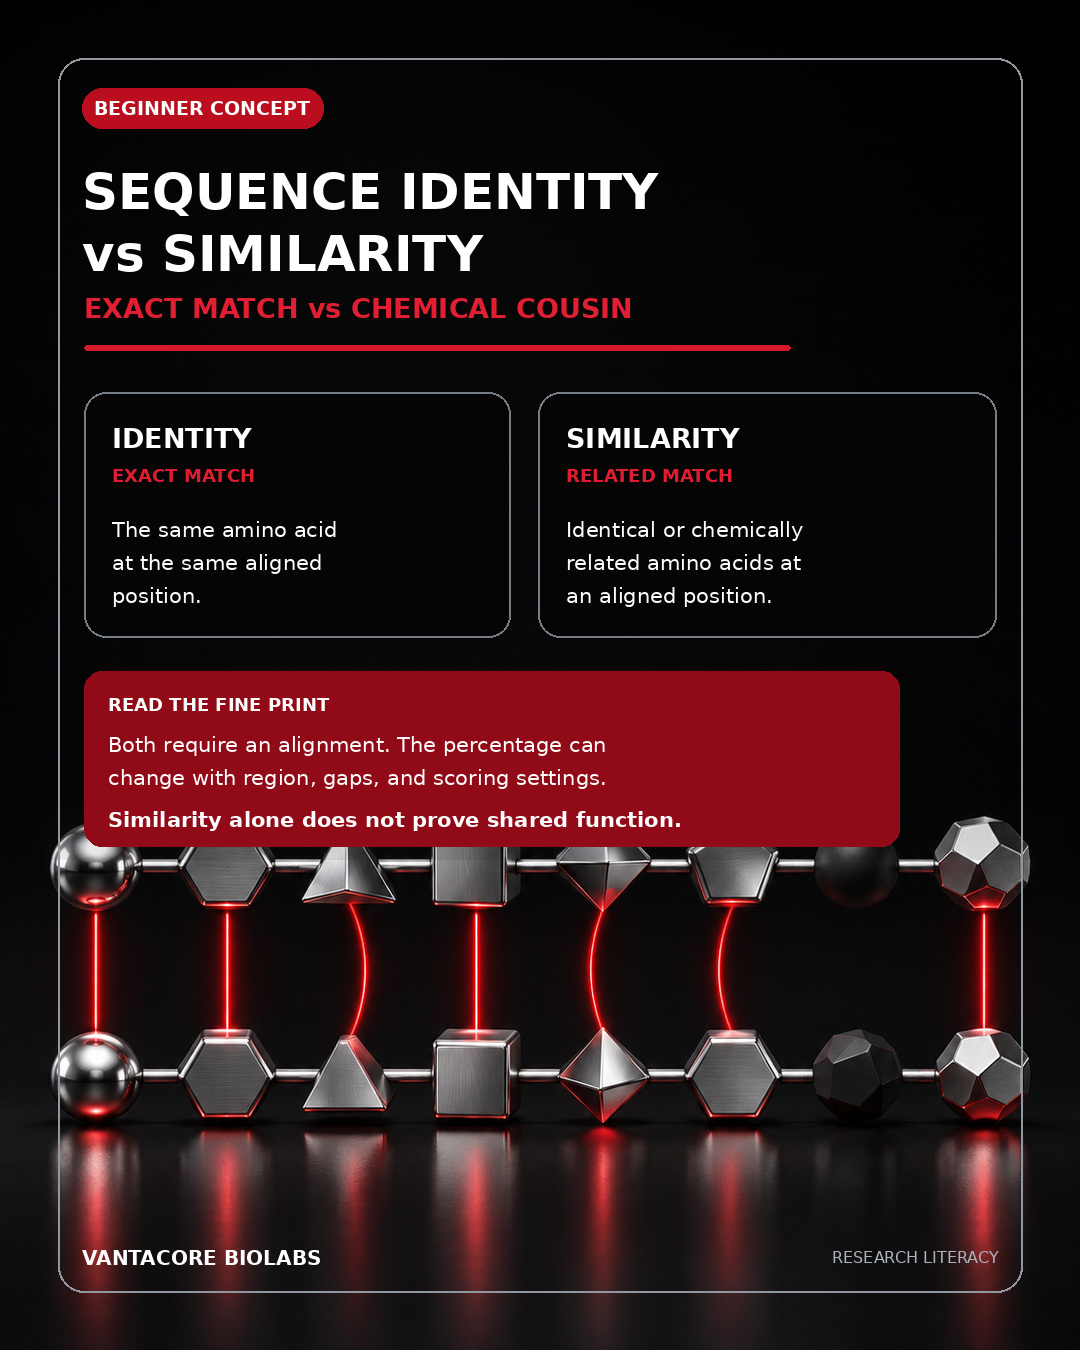 BEGINNER CONCEPT
SEQUENCE IDENTITY
vs SIMILARITY
EXACT MATCH vs CHEMICAL COUSIN
IDENTITY
EXACT MATCH
The same amino acid
at the same aligned
position.
SIMILARITY
RELATED MATCH
Identical or chemically
related amino acids at
an aligned position.
READ THE FINE PRINT
Both require an alignment. The percentage can
change with region, gaps, and scoring settings.
Similarity alone does not prove shared function.
VANTACORE BIOLABS
RESEARCH LITERACY